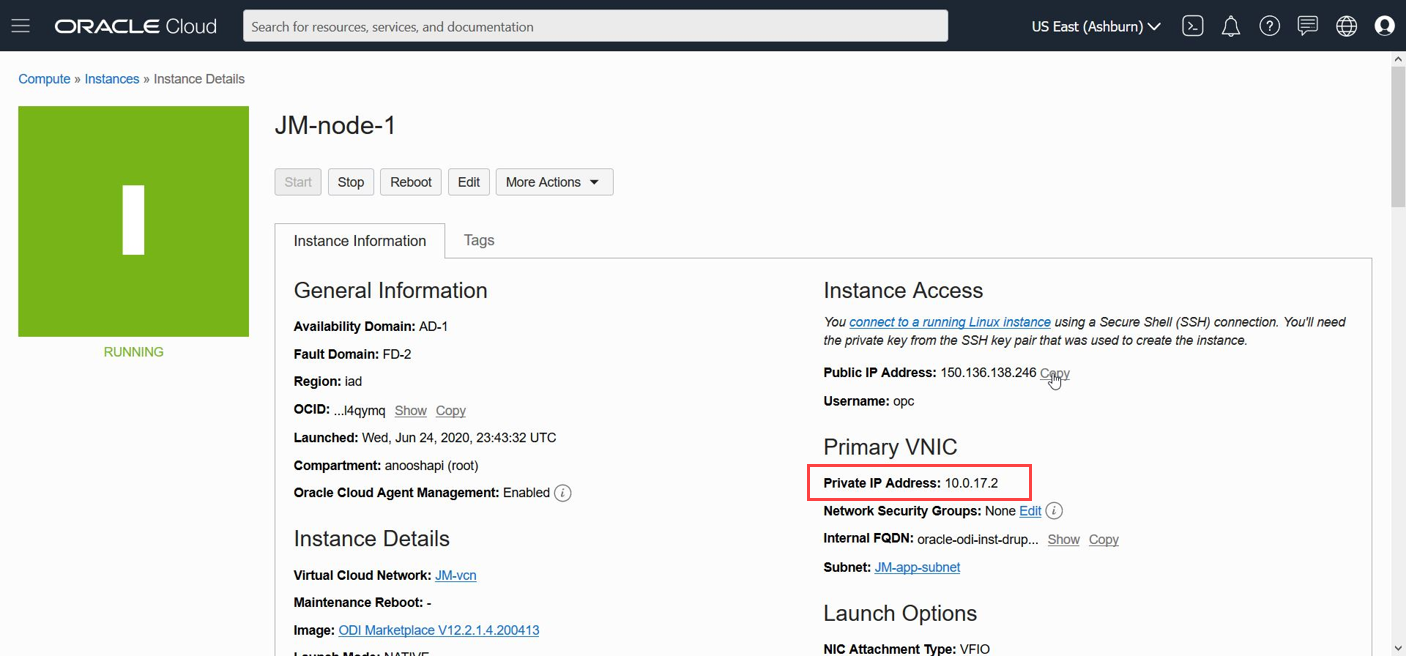 ORACLE Cloud
Search for resources, services, and documentation
US East (Ashburn)
Compute » Instances » Instance Details
RUNNING
JM-node-1
Start Stop Reboot Edit More Actions
Instance Information Tags
General Information
Availability Domain: AD-1
Fault Domain: FD-2
Region: iad
OCID: ...l4qymq Show Copy
Launched: Wed, Jun 24, 2020, 23:43:32 UTC
Compartment: anooshapi (root)
Oracle Cloud Agent Management: Enabled
Instance Details
Virtual Cloud Network: JM-vcn
Maintenance Reboot: -
Image: ODI Marketplace V12.2.1.4.200413
Launch Mode: NATIVE
Instance Access
You connect to a running Linux instance using a Secure Shell (SSH) connection. You'll need
the private key from the SSH key pair that was used to create the instance.
Public IP Address: 150.136.138.246 Copy
Username: opc
Primary VNIC
Private IP Address: 10.0.17.2
Network Security Groups: None Edit
Internal FQDN: oracle-odi-inst-drup... Show Copy
Subnet: JM-app-subnet
Launch Options
NIC Attachment Type: VFIO